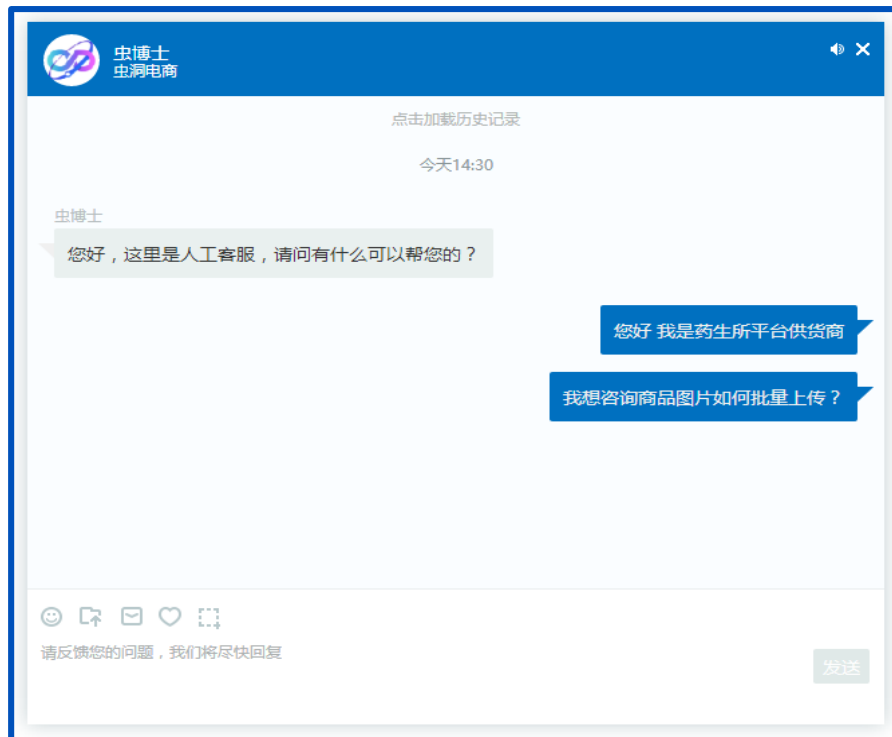 虫博士
虫洞电商
点击加载历史记录
今天14:30
虫博士
您好，这里是人工客服，请问有什么可以帮您的？
您好 我是药生所平台供货商
我想咨询商品图片如何批量上传？
请反馈您的问题，我们将尽快回复
发送